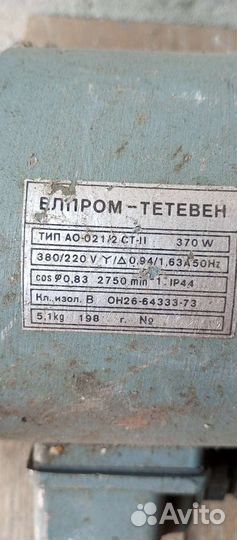 ЕЛПРОМ-ТЕТЕВЕН
ТИП АО-021/2 СТ-II 370 W
380/220 V Y/Δ 0,94/1,63А 50Hz
cos φ 0,83 2750 min⁻1 IP44
Кл. изол. В ОН26-64333-73
5,1kg 198 г. №
Avito